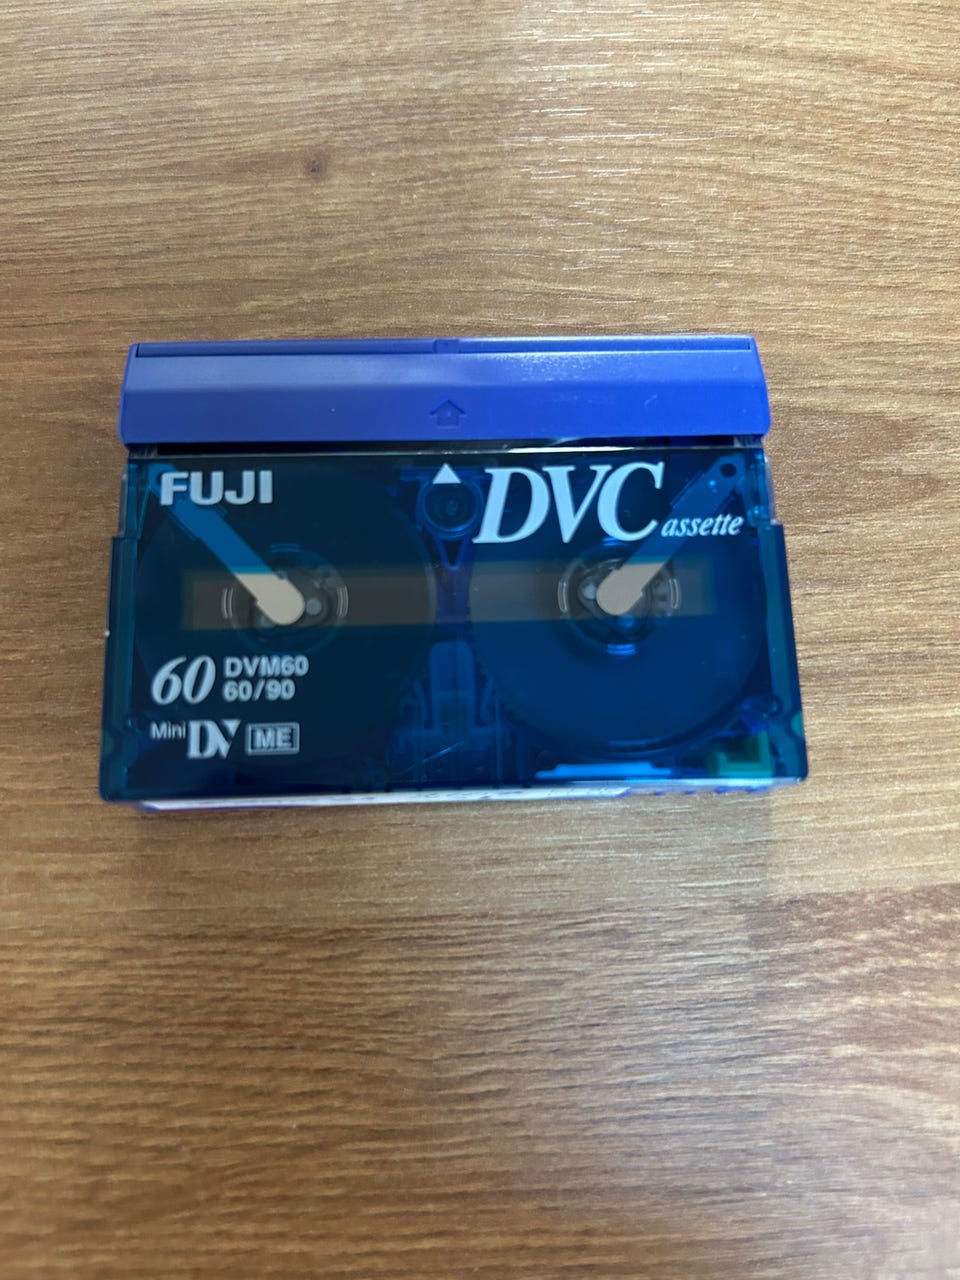 FUJI
DVCassette
60 DVM60
60/90
Mini DV ME